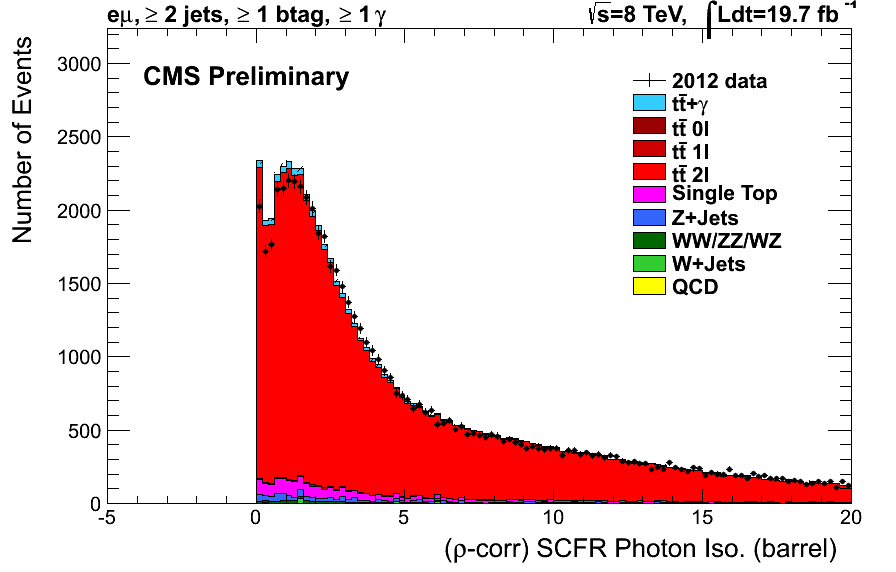 eμ, ≥ 2 jets, ≥ 1 btag, ≥ 1 γ
√s=8 TeV, ∫Ldt=19.7 fb⁻¹
Number of Events
CMS Preliminary
2012 data
tt̄+γ
tt̄ 0l
tt̄ 1l
tt̄ 2l
Single Top
Z+Jets
WW/ZZ/WZ
W+Jets
QCD
3000
2500
2000
1500
1000
500
0
-5 0 5 10 15 20
(ρ-corr) SCFR Photon Iso. (barrel)